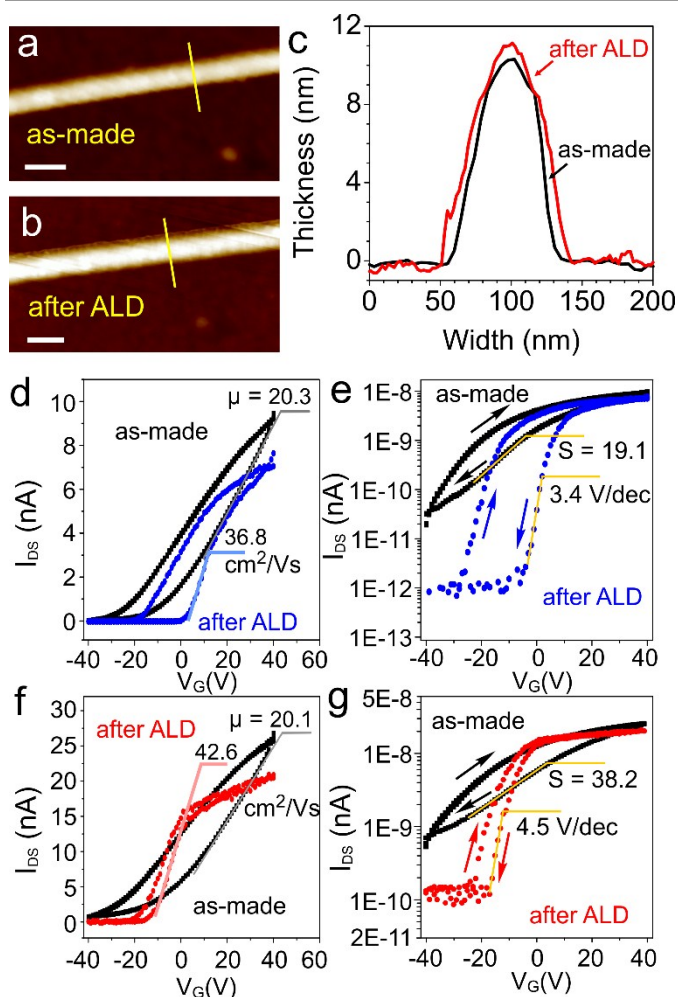 a
as-made
b
after ALD
c
Thickness (nm)
12
8
4
0
0 50 100 150 200
Width (nm)
after ALD
as-made
d
I_DS (nA)
10
8
6
4
2
0
-40 -20 0 20 40 60
V_G(V)
as-made
μ = 20.3
36.8
cm²/Vs
after ALD
e
I_DS (nA)
1E-8
1E-9
1E-10
1E-11
1E-12
1E-13
-40 -20 0 20 40
V_G(V)
as-made
S = 19.1
3.4 V/dec
after ALD
f
I_DS (nA)
30
25
20
15
10
5
0
-40 -20 0 20 40 60
V_G(V)
after ALD
μ = 20.1
42.6
cm²/Vs
as-made
g
I_DS (nA)
5E-8
1E-8
1E-9
1E-10
2E-11
-40 -20 0 20 40
V_G(V)
as-made
S = 38.2
4.5 V/dec
after ALD